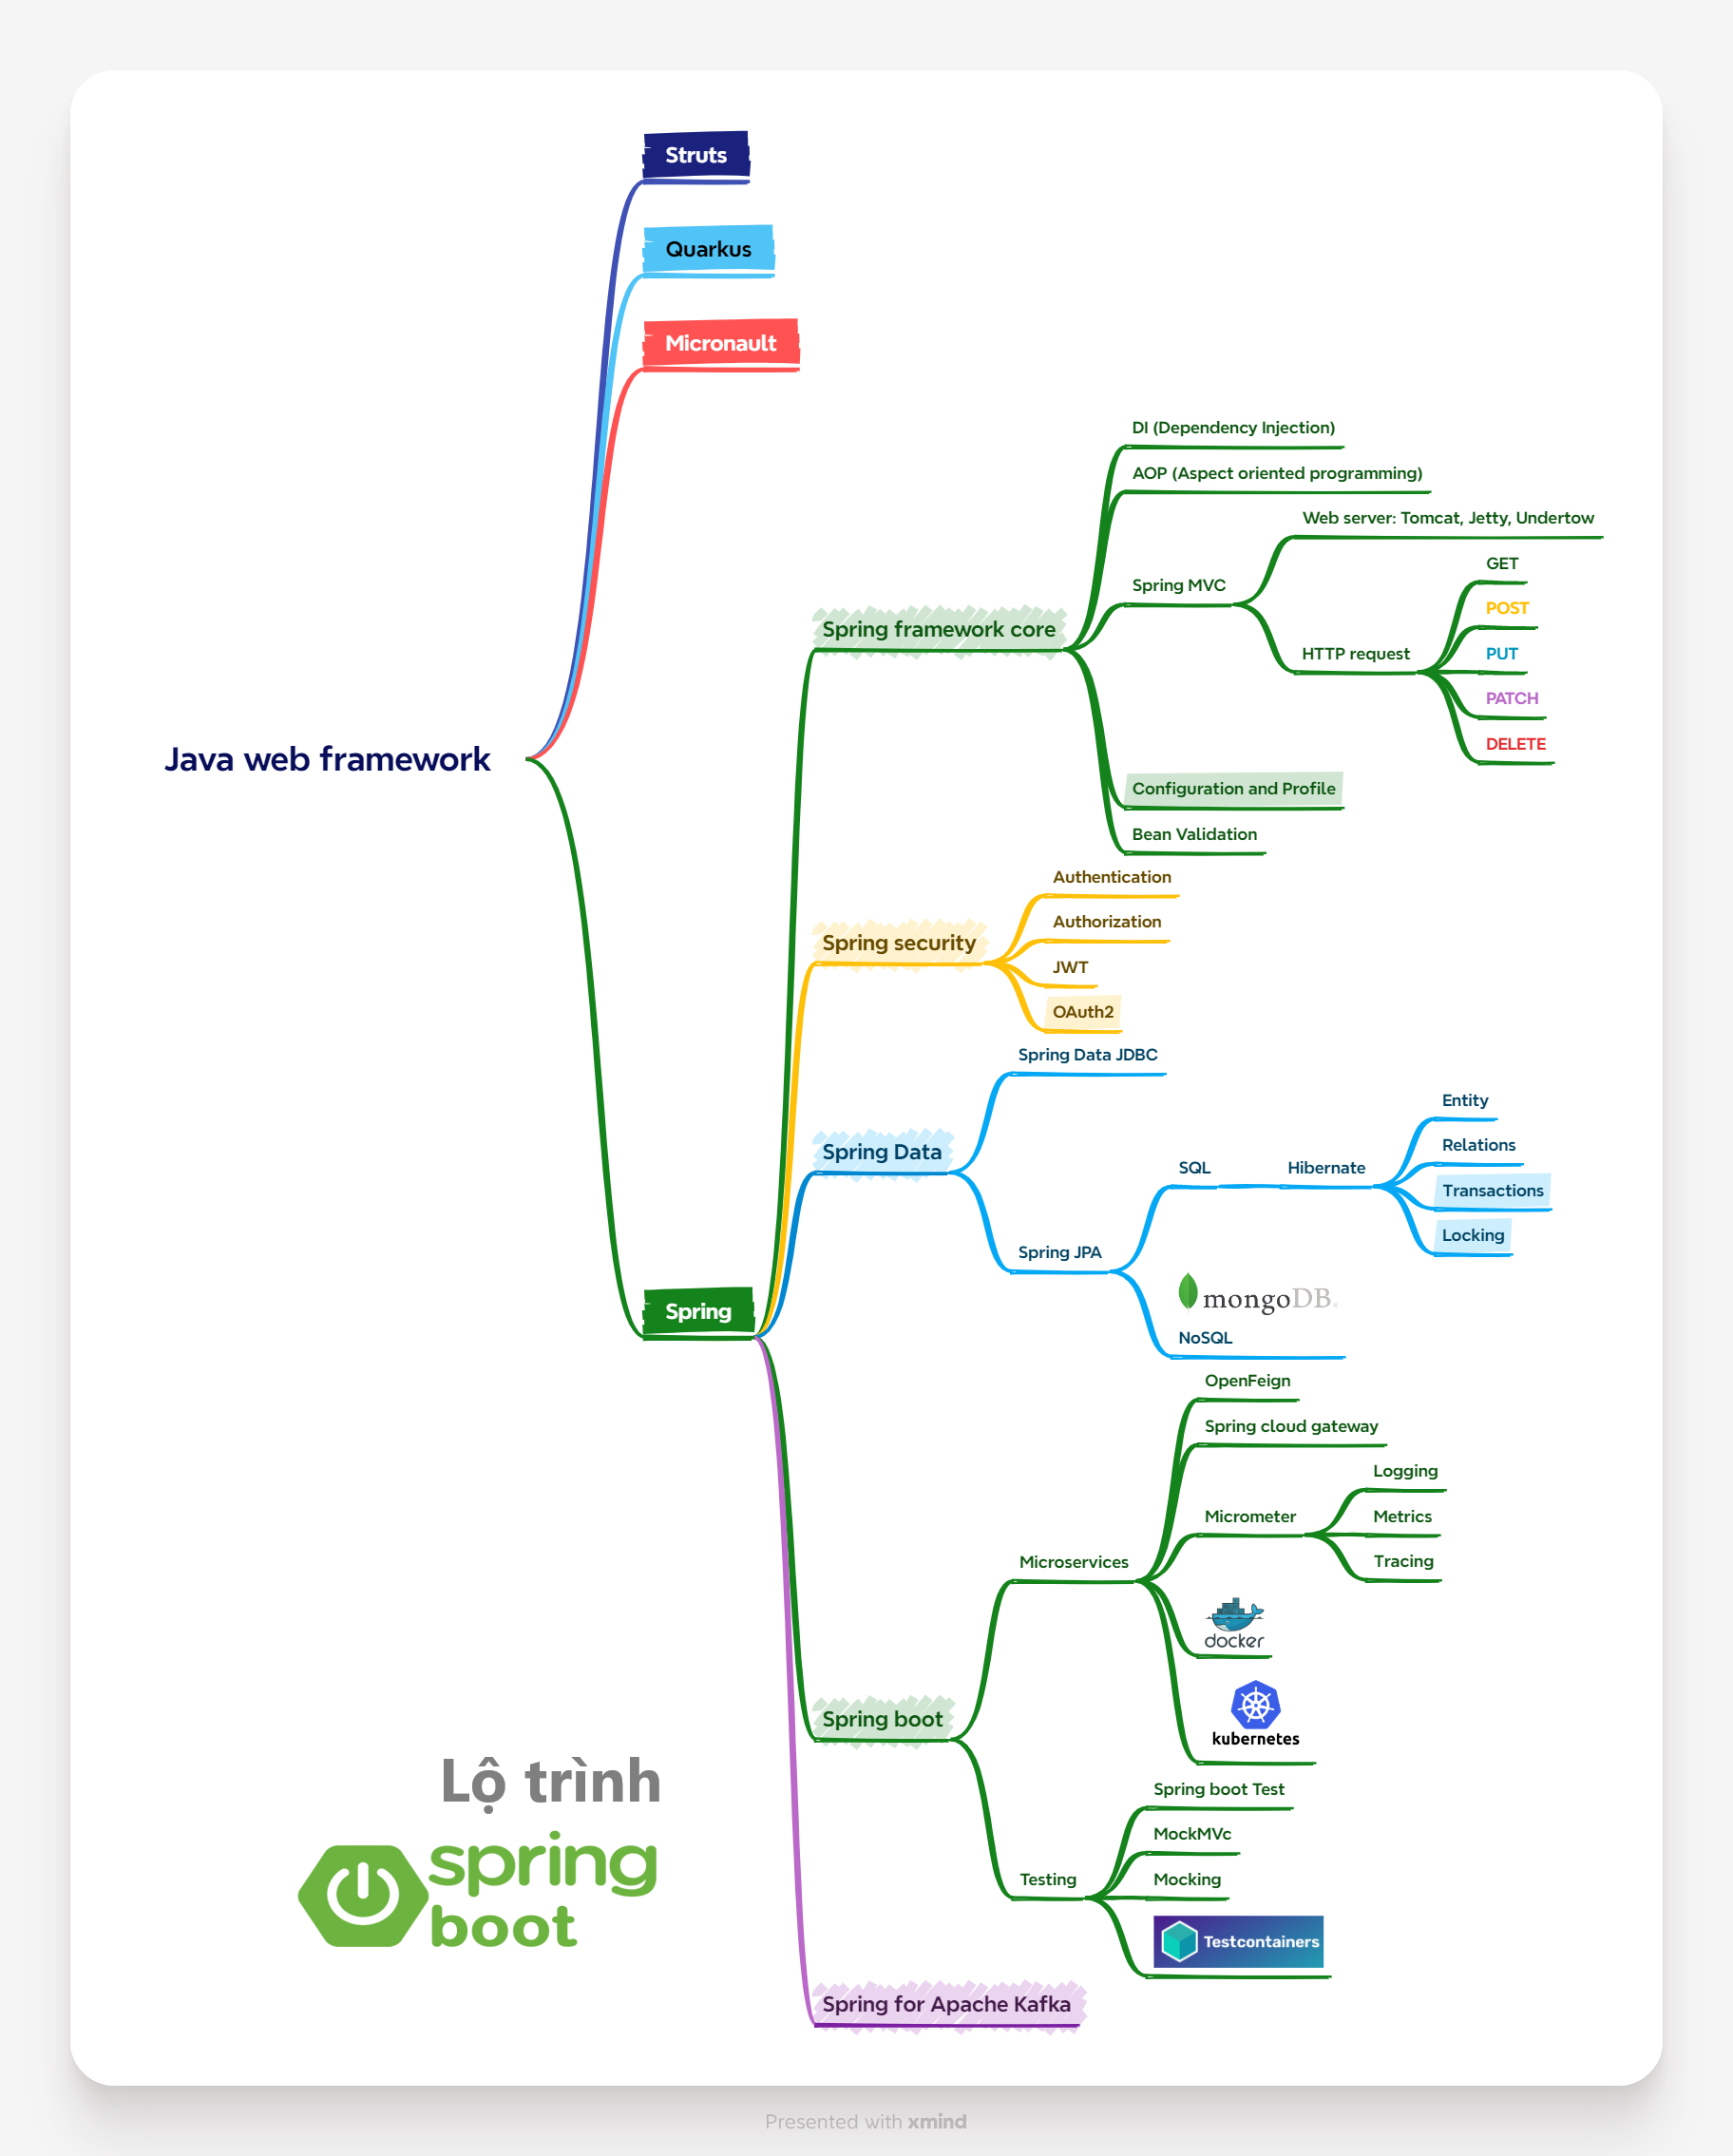 Struts
Quarkus
Micronault
Java web framework
Spring
Spring framework core
DI (Dependency Injection)
AOP (Aspect oriented programming)
Spring MVC
Web server: Tomcat, Jetty, Undertow
HTTP request
GET
POST
PUT
PATCH
DELETE
Configuration and Profile
Bean Validation
Spring security
Authentication
Authorization
JWT
OAuth2
Spring Data
Spring Data JDBC
Spring JPA
SQL
Hibernate
Entity
Relations
Transactions
Locking
mongoDB.
NoSQL
Spring boot
Microservices
OpenFeign
Spring cloud gateway
Micrometer
Logging
Metrics
Tracing
docker
kubernetes
Testing
Spring boot Test
MockMVc
Mocking
Testcontainers
Spring for Apache Kafka
Lộ trình
spring
boot
Presented with xmind